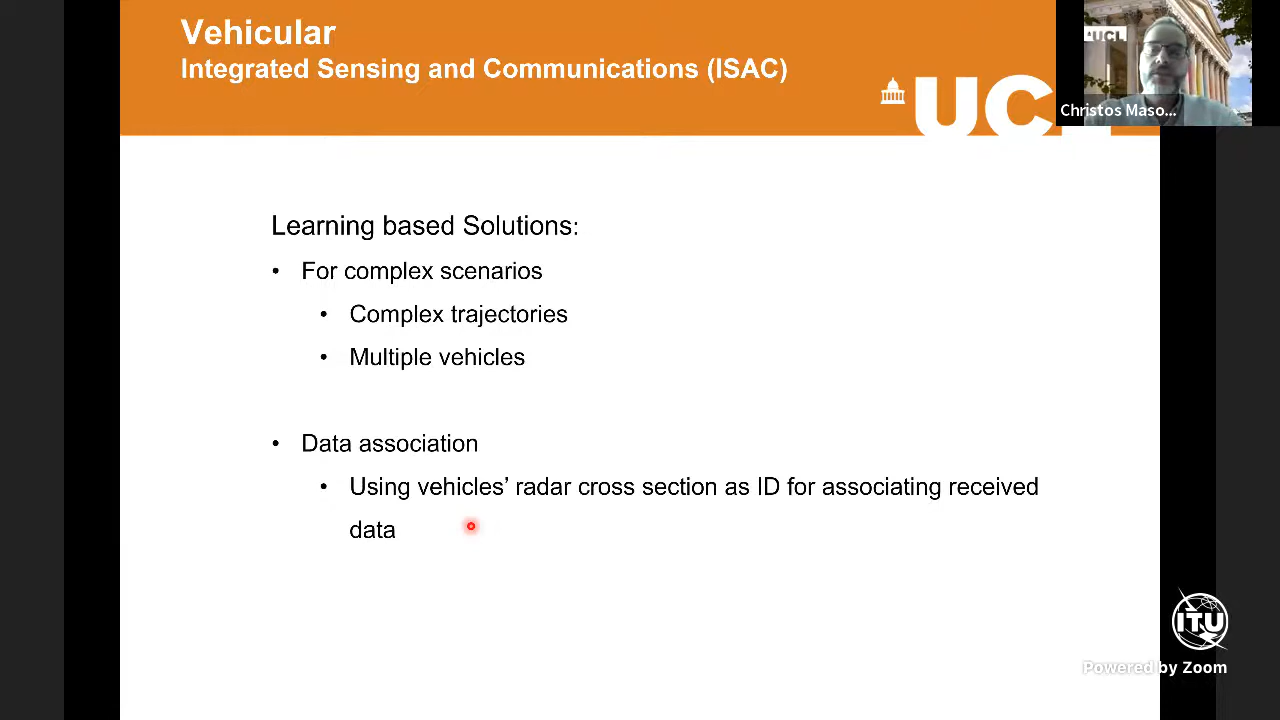 Vehicular
Integrated Sensing and Communications (ISAC)
UCL
UCL
Christos Maso...
Learning based Solutions:
• For complex scenarios
• Complex trajectories
• Multiple vehicles
• Data association
• Using vehicles’ radar cross section as ID for associating received
data
ITU
Powered by Zoom